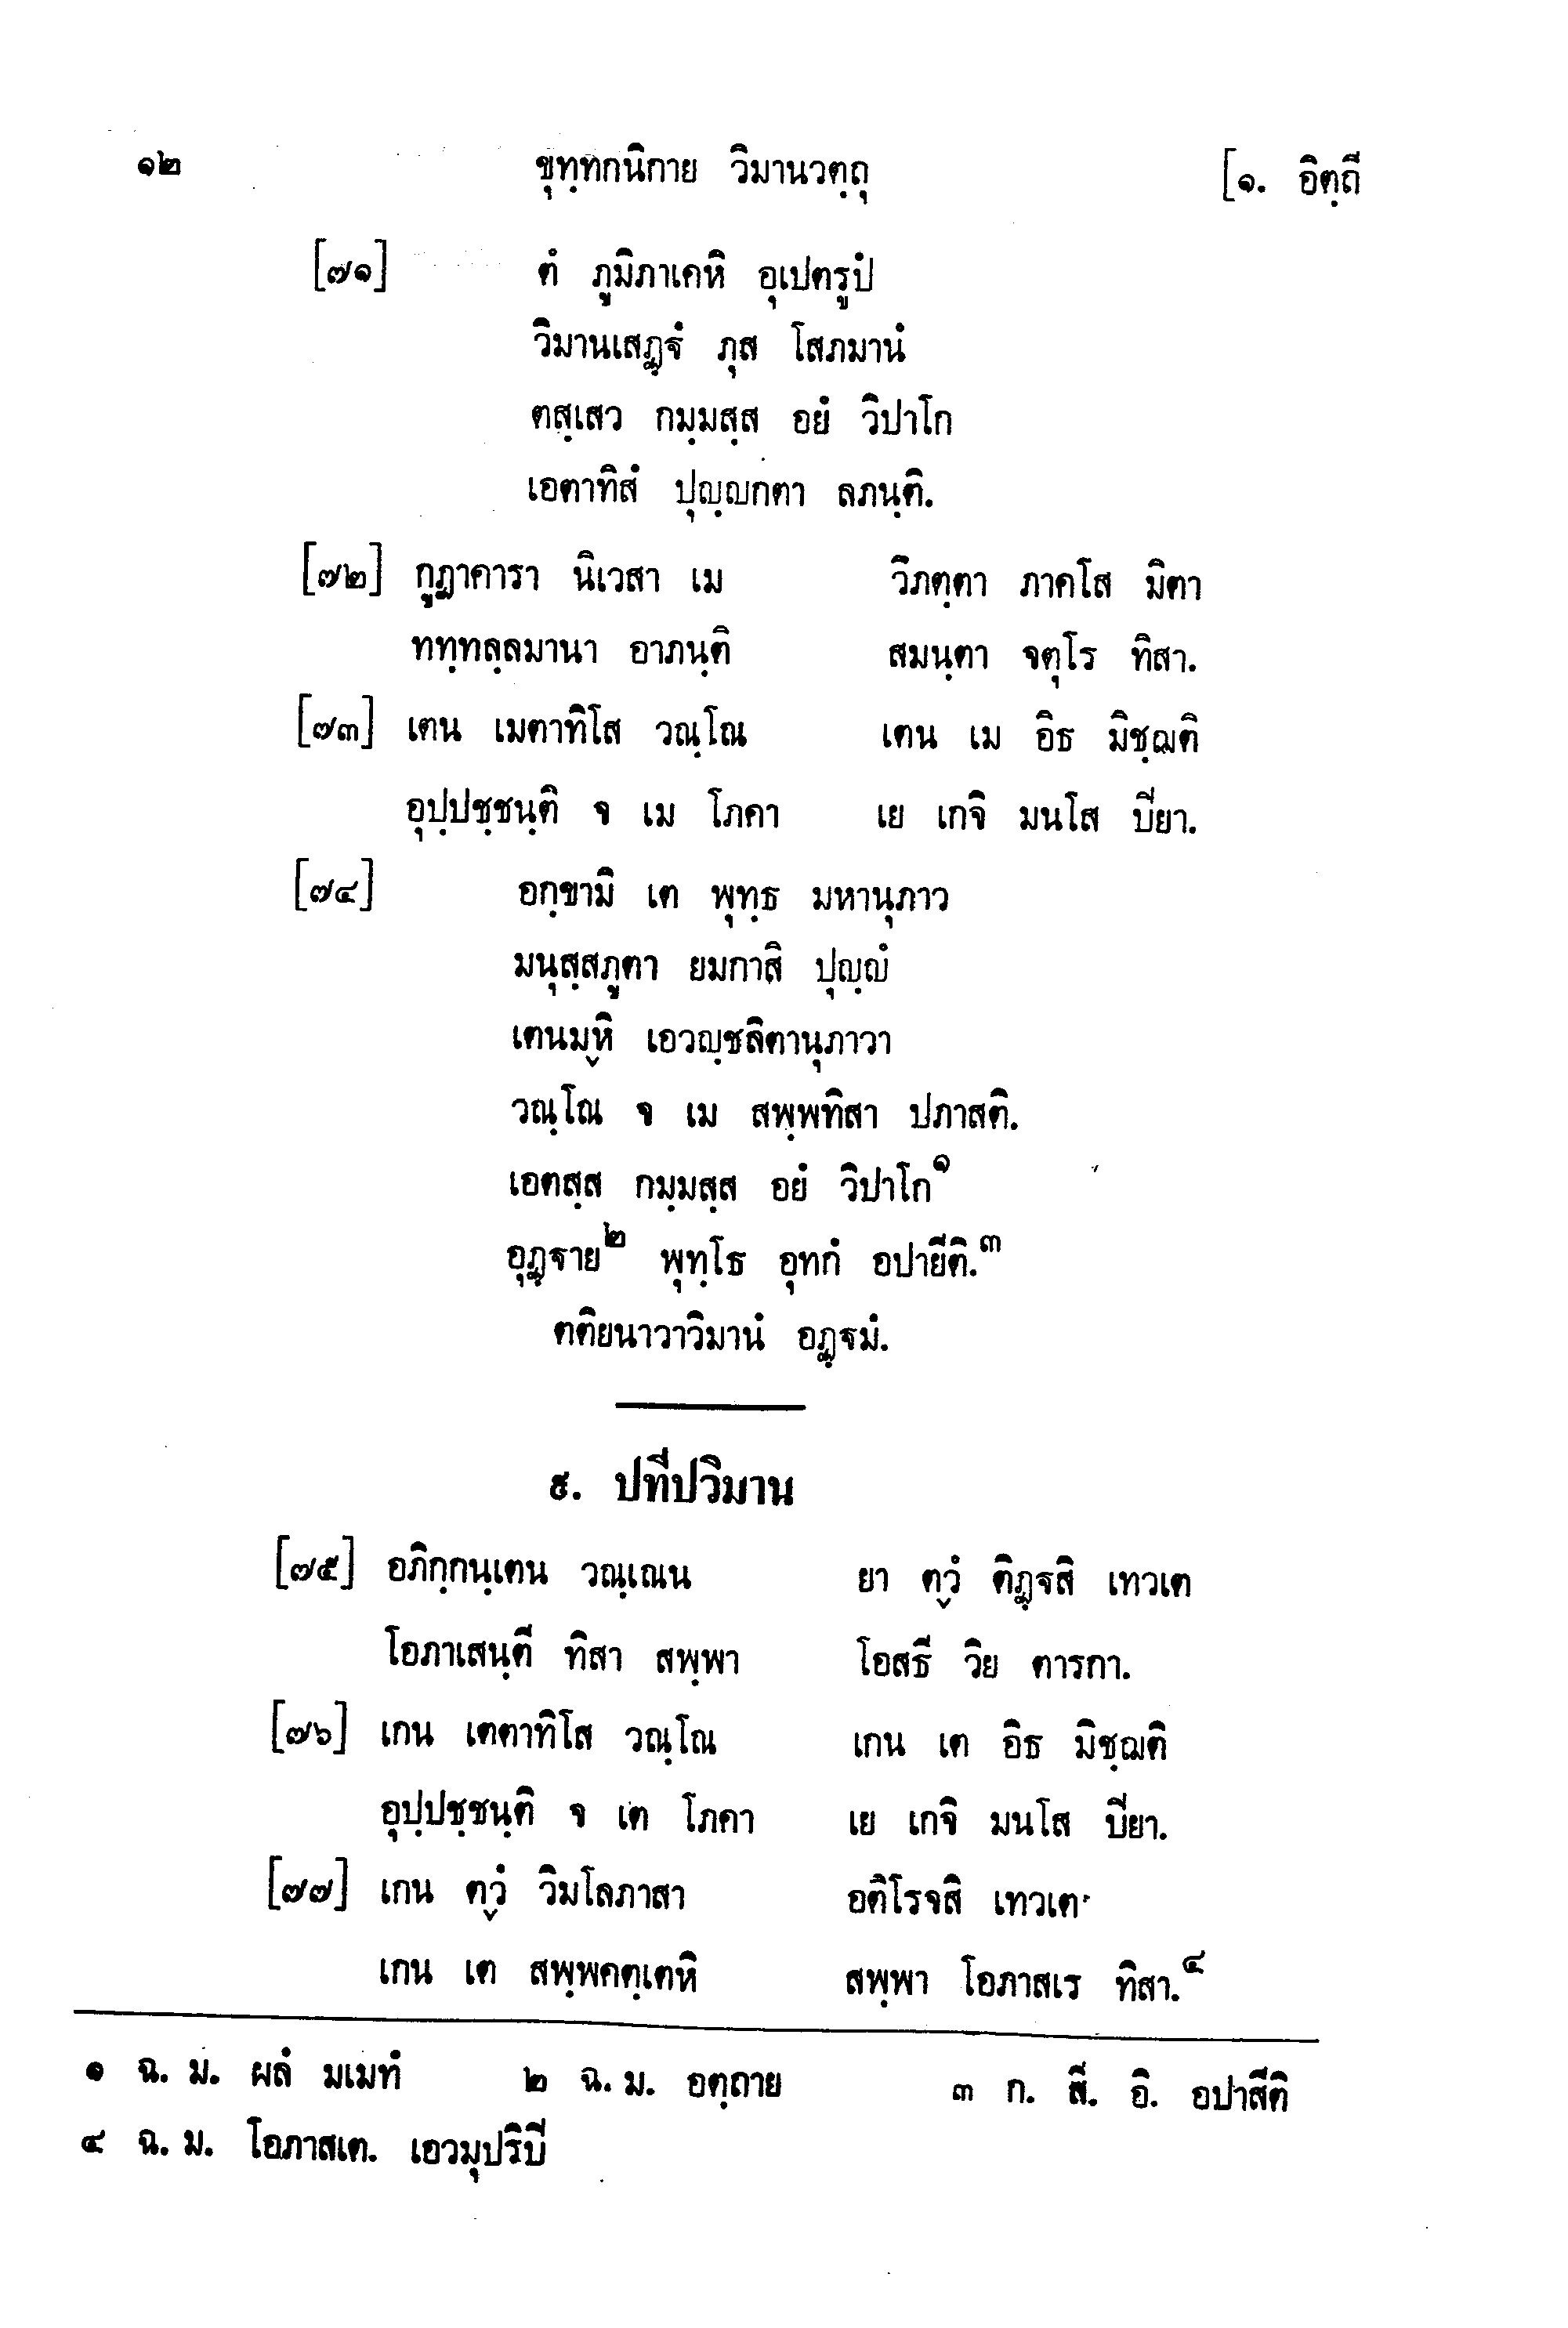 ๑๒ ขุทฺทกนิกาย วิมานวตฺถุ [๑. อิตฺถี
[๗๑] ตํ ภูมิภาเคหิ อุเปตรูปํ
วิมานเสฏฺฐํ ภุส โสภมานํ
ตสฺเสว กมฺมสฺส อยํ วิปาโก
เอตาทิสํ ปุญฺญกตา ลภนฺติ.
[๗๒] กูฏาคารา นิเวสา เม วิภตฺตา ภาคโส มิตา
ททฺทลฺลมานา อาภนฺติ สมนฺตา จตุโร ทิสา.
[๗๓] เตน เมตาทิโส วณฺโณ เตน เม อิธ มิชฺฌติ
อุปฺปชฺชนฺติ จ เม โภคา เย เกจิ มนโส ปิยา.
[๗๔] อกฺขามิ เต พุทฺธ มหานุภาว
มนุสฺสภูตา ยมกาสิ ปุญฺญํ
เตนมฺหิ เอวญฺชลิตานุภาวา
วณฺโณ จ เม สพฺพทิสา ปภาสติ.
เอตสฺส กมฺมสฺส อยํ วิปาโก๑
อุฏฺฐาย๒ พุทฺโธ อุทกํ อปายีติ.๓
ตติยนาวาวิมานํ อฏฺฐมํ.
๙. ปทีปวิมาน
[๗๕] อภิกฺกนฺเตน วณฺเณน ยา ตฺวํ ติฏฺฐสิ เทวเต
โอภาเสนฺตี ทิสา สพฺพา โอสธี วิย ตารกา.
[๗๖] เกน เตตาทิโส วณฺโณ เกน เต อิธ มิชฺฌติ
อุปฺปชฺชนฺติ จ เต โภคา เย เกจิ มนโส ปิยา.
[๗๗] เกน ตฺวํ วิมโลภาสา อติโรจสิ เทวเต
เกน เต สพฺพคตฺเตหิ สพฺพา โอภาสเร ทิสา.๔
๑ ฉ. ม. ผลํ มเมทํ ๒ ฉ. ม. อตฺถาย ๓ ก. สี. อิ. อปาสีติ
๔ ฉ. ม. โอภาสเต. เอวมุปริปิ